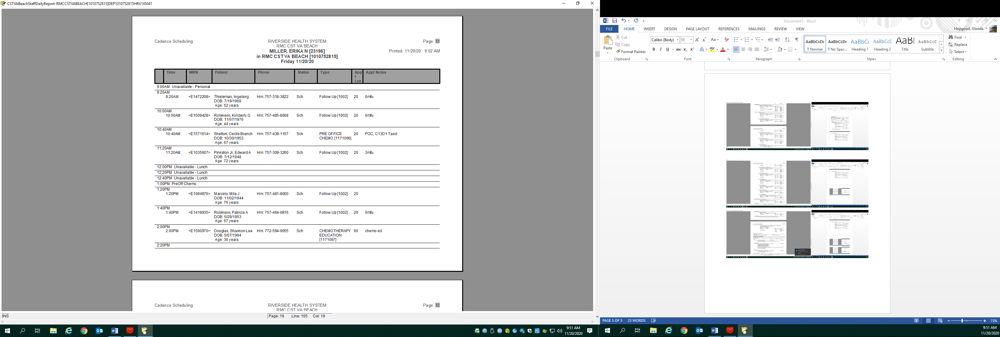 CSTVABeachStaffDailyReport-RMCCSTVABEACH[1010752815]DEP1010752815HRX145041
Cadence Scheduling RIVERSIDE HEALTH SYSTEM Page: 11
RMC CST VA BEACH
MILLER, ERIKA N [23196] Printed: 11/20/20 8:02 AM
in RMC CST VA BEACH [1010752815]
Friday 11/20/20
Time MRN Patient Phone Status Type App Appt Notes
t
Len
9:00AM Unavailable - Personal
9:20AM
9:20AM <E1472208> Thieleman, Ingeborg Hm: 757-318-3822 Sch Follow Up [1002] 20 6mfu
DOB: 7/19/1968
Age: 52 years
10:00AM
10:00AM <E1508428> Robinson, Kimberly G Hm: 757-485-8668 Sch Follow Up [1002] 20 6mfu
DOB: 11/07/1976
Age: 44 years
10:40AM
10:40AM <E1571614> Shelton, Cecile Branch Hm: 757-439-1157 Sch PRE OFFICE 20 POC, C13D1 Taxol
DOB: 10/30/1953 CHEMO [1171066]
Age: 67 years
11:20AM
11:20AM <E1035607> Pinkston Jr, Edward A Hm: 757-309-3260 Sch Follow Up [1002] 20 3mfu
DOB: 7/12/1948
Age: 72 years
12:00PM Unavailable - Lunch
12:20PM Unavailable - Lunch
12:40PM Unavailable - Lunch
1:00PM PreOff Chemo
1:20PM
1:20PM <E1084876> Marcelo, Mila J Hm: 757-481-8000 Sch Follow Up [1002] 20
DOB: 11/02/1944
Age: 76 years
1:40PM
1:40PM <E1418935> Robinson, Patricia A Hm: 757-464-0816 Sch Follow Up [1002] 20 6mfu
DOB: 5/29/1953
Age: 67 years
2:00PM
2:00PM <E1590970> Douglas, Shannon Lee Hm: 772-594-9055 Sch CHEMOTHERAPY 60 chemo ed
DOB: 5/07/1984 EDUCATION
Age: 36 years [1171067]
2:20PM
Cadence Scheduling RIVERSIDE HEALTH SYSTEM Page: 12
RMC CST VA BEACH
INS Page: 19 Line: 105 Col: 19
9:51 AM
11/20/2020
Document1 - Word
FILE HOME INSERT DESIGN PAGE LAYOUT REFERENCES MAILINGS REVIEW VIEW Hopgood, Glenda
Paste Cut
Copy
Format Painter
Clipboard
Calibri (Body) 11
Font
Paragraph
AaBbCcDc AaBbCcDc AaBbC AaBbCcE AaBl AaBbCcD
¶ Normal ¶ No Spac... Heading 1 Heading 2 Title Subtitle
Styles
Find
Replace
Select
Editing
PAGE 5 OF 5 23 WORDS 73%
9:51 AM
11/20/2020